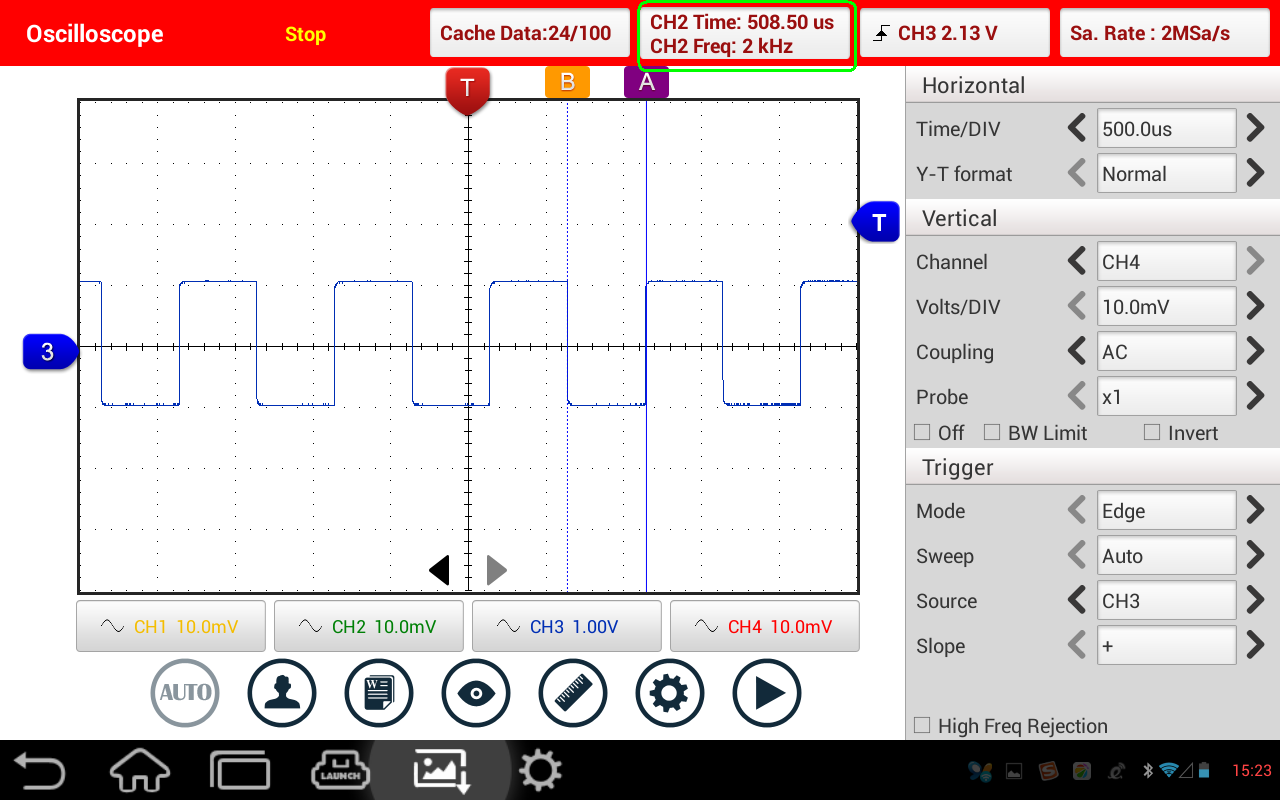 Oscilloscope
Stop
Cache Data:24/100
CH2 Time: 508.50 us
CH2 Freq: 2 kHz
CH3 2.13 V
Sa. Rate : 2MSa/s
T
B
A
T
3
Horizontal
Time/DIV 500.0us
Y-T format Normal
Vertical
Channel CH4
Volts/DIV 10.0mV
Coupling AC
Probe x1
Off BW Limit Invert
Trigger
Mode Edge
Sweep Auto
Source CH3
Slope +
High Freq Rejection
CH1 10.0mV
CH2 10.0mV
CH3 1.00V
CH4 10.0mV
AUTO
W
LAUNCH
15:23